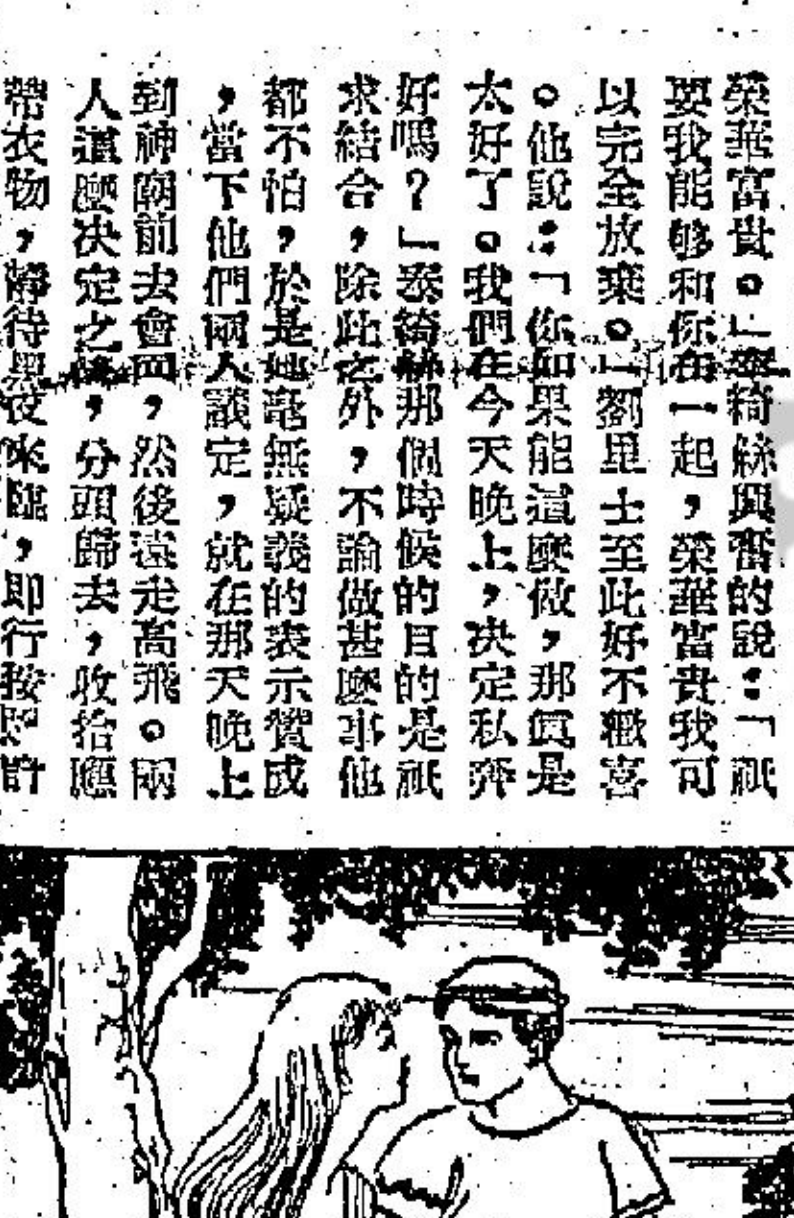 榮華富貴。」泰綺絲興奮的說：「祇
要我能够和你在一起，榮華富貴我可
以完全放棄。」劉里士至此好不歡喜
。他說：「你如果能這麼做，那眞是
太好了。我們在今天晚上，决定私奔
好嗎？」泰綺絲那個時候的目的是祇
求結合，除此之外，不論做甚麼事他
都不怕，於是她毫無疑義的表示贊成
，當下他們兩人議定，就在那天晚上
到神廟前去會面，然後遠走高飛。兩
人這麼决定之後，分頭歸去，收拾應
帶衣物，靜待黑夜來臨，即行按照計